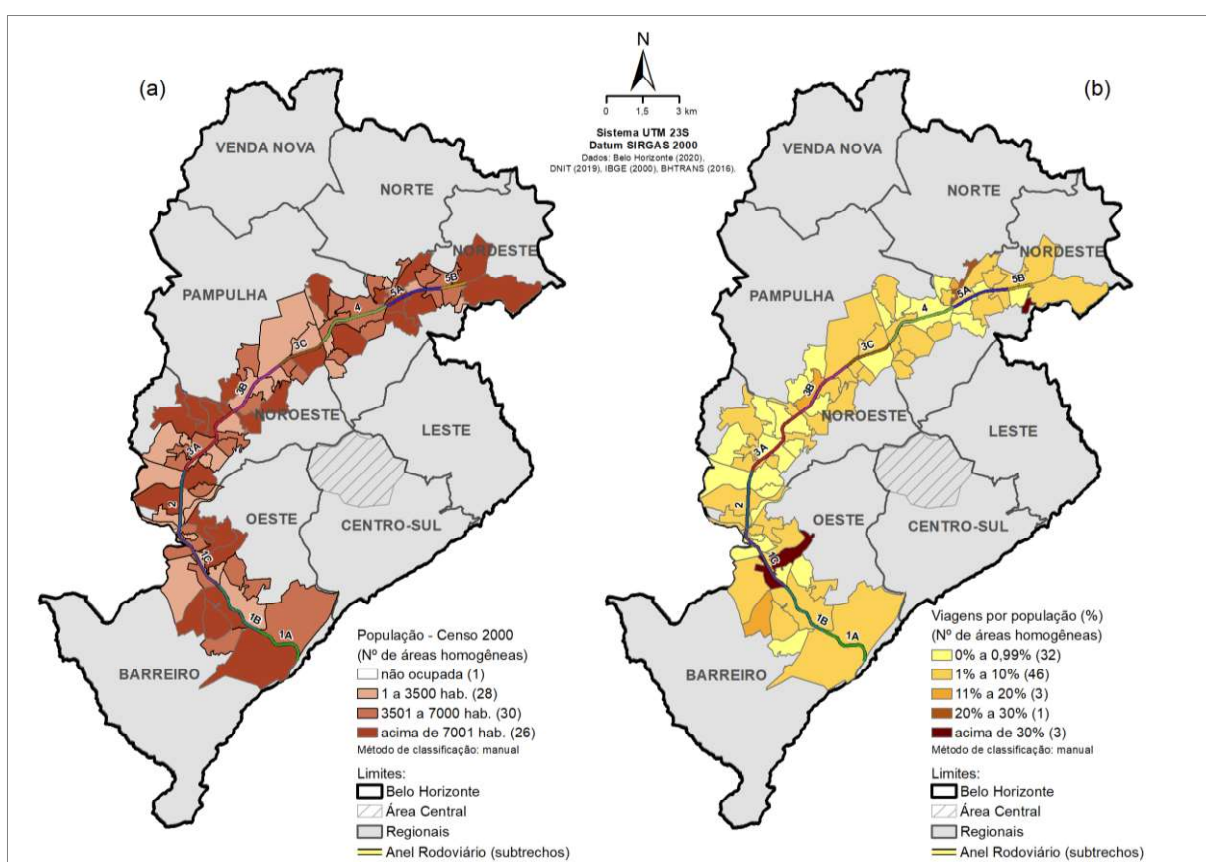 (a)
N
(b)
0 1,5 3 km
Sistema UTM 23S
Datum SIRGAS 2000
Dados: Belo Horizonte (2020),
DNIT (2019), IBGE (2000), BHTRANS (2016).
VENDA NOVA
NORTE
NORDESTE
PAMPULHA
5B
5A
4
3C
3B
NOROESTE
3A
LESTE
2
OESTE
CENTRO-SUL
1C
1B
1A
BARREIRO
População - Censo 2000
(Nº de áreas homogêneas)
não ocupada (1)
1 a 3500 hab. (28)
3501 a 7000 hab. (30)
acima de 7001 hab. (26)
Método de classificação: manual
Limites:
Belo Horizonte
Área Central
Regionais
Anel Rodoviário (subtrechos)
VENDA NOVA
NORTE
NORDESTE
PAMPULHA
5B
5A
4
3C
3B
NOROESTE
3A
LESTE
2
OESTE
CENTRO-SUL
1C
1B
1A
BARREIRO
Viagens por população (%)
(Nº de áreas homogêneas)
0% a 0,99% (32)
1% a 10% (46)
11% a 20% (3)
20% a 30% (1)
acima de 30% (3)
Método de classificação: manual
Limites:
Belo Horizonte
Área Central
Regionais
Anel Rodoviário (subtrechos)